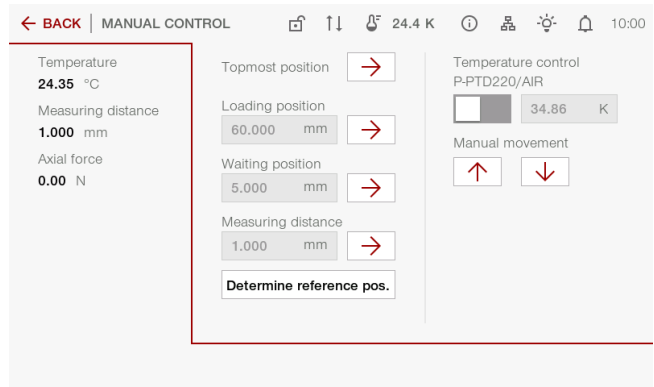 BACK MANUAL CONTROL 24.4 K 10:00
Temperature
24.35 °C
Measuring distance
1.000 mm
Axial force
0.00 N
Topmost position
Loading position
60.000 mm
Waiting position
5.000 mm
Measuring distance
1.000 mm
Determine reference pos.
Temperature control
P-PTD220/AIR
34.86 K
Manual movement